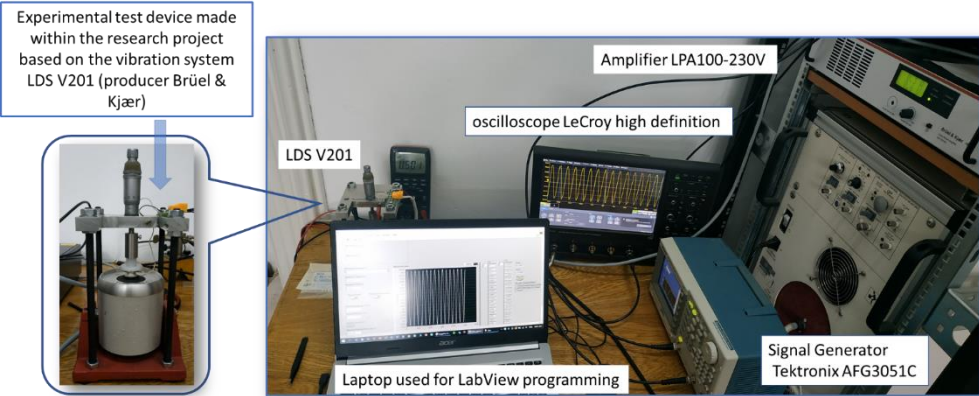 Experimental test device made
within the research project
based on the vibration system
LDS V201 (producer Brüel &
Kjær)
Amplifier LPA100-230V
oscilloscope LeCroy high definition
LDS V201
acer
Signal Generator
Tektronix AFG3051C
Laptop used for LabView programming